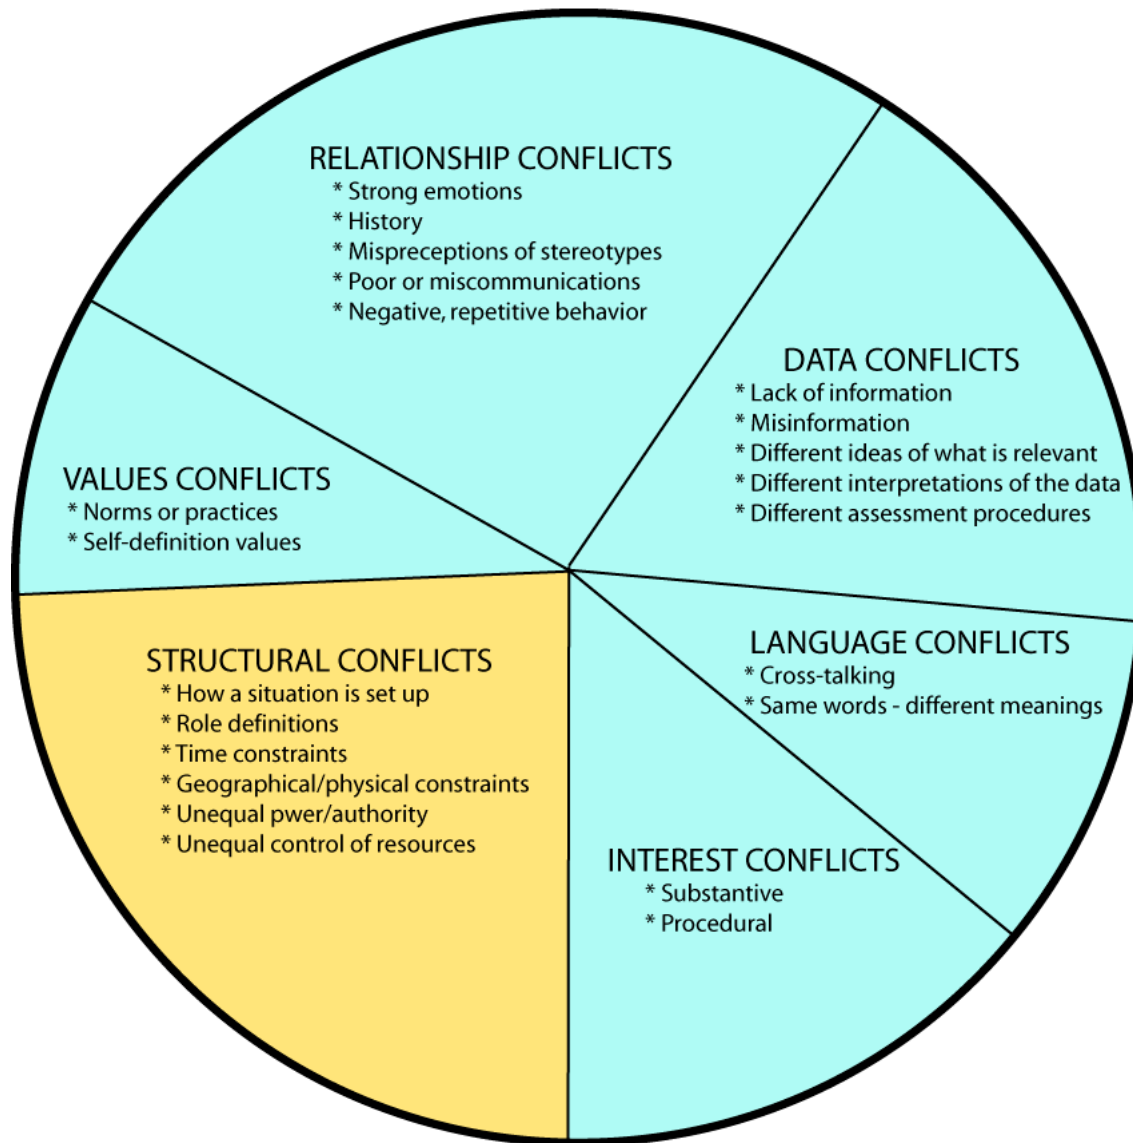 RELATIONSHIP CONFLICTS
* Strong emotions
* History
* Mispreceptions of stereotypes
* Poor or miscommunications
* Negative, repetitive behavior
DATA CONFLICTS
* Lack of information
* Misinformation
* Different ideas of what is relevant
* Different interpretations of the data
* Different assessment procedures
VALUES CONFLICTS
* Norms or practices
* Self-definition values
LANGUAGE CONFLICTS
* Cross-talking
* Same words - different meanings
STRUCTURAL CONFLICTS
* How a situation is set up
* Role definitions
* Time constraints
* Geographical/physical constraints
* Unequal pwer/authority
* Unequal control of resources
INTEREST CONFLICTS
* Substantive
* Procedural